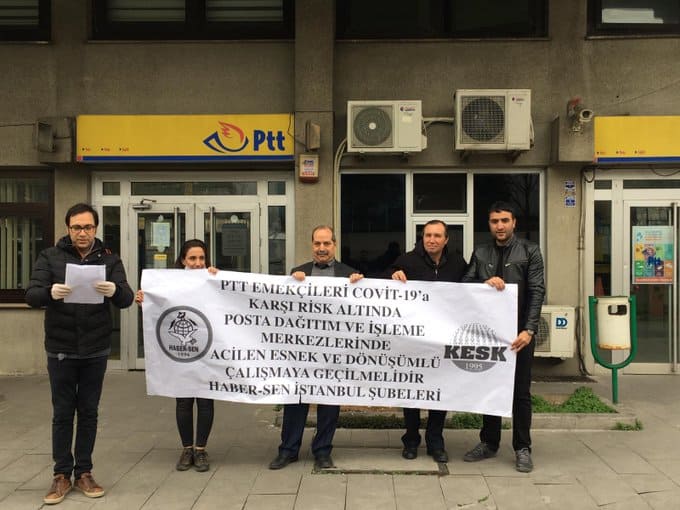 Ptt
PTT EMEKÇİLERİ COVİT-19'a
KARŞI RİSK ALTINDA
POSTA DAĞITIM VE İŞLEME
MERKEZLERİNDE
ACİLEN ESNEK VE DÖNÜŞÜMLÜ
ÇALIŞMAYA GEÇİLMELİDİR
HABER-SEN İSTANBUL ŞUBELERİ
HABER-SEN
1994
KESK
1995